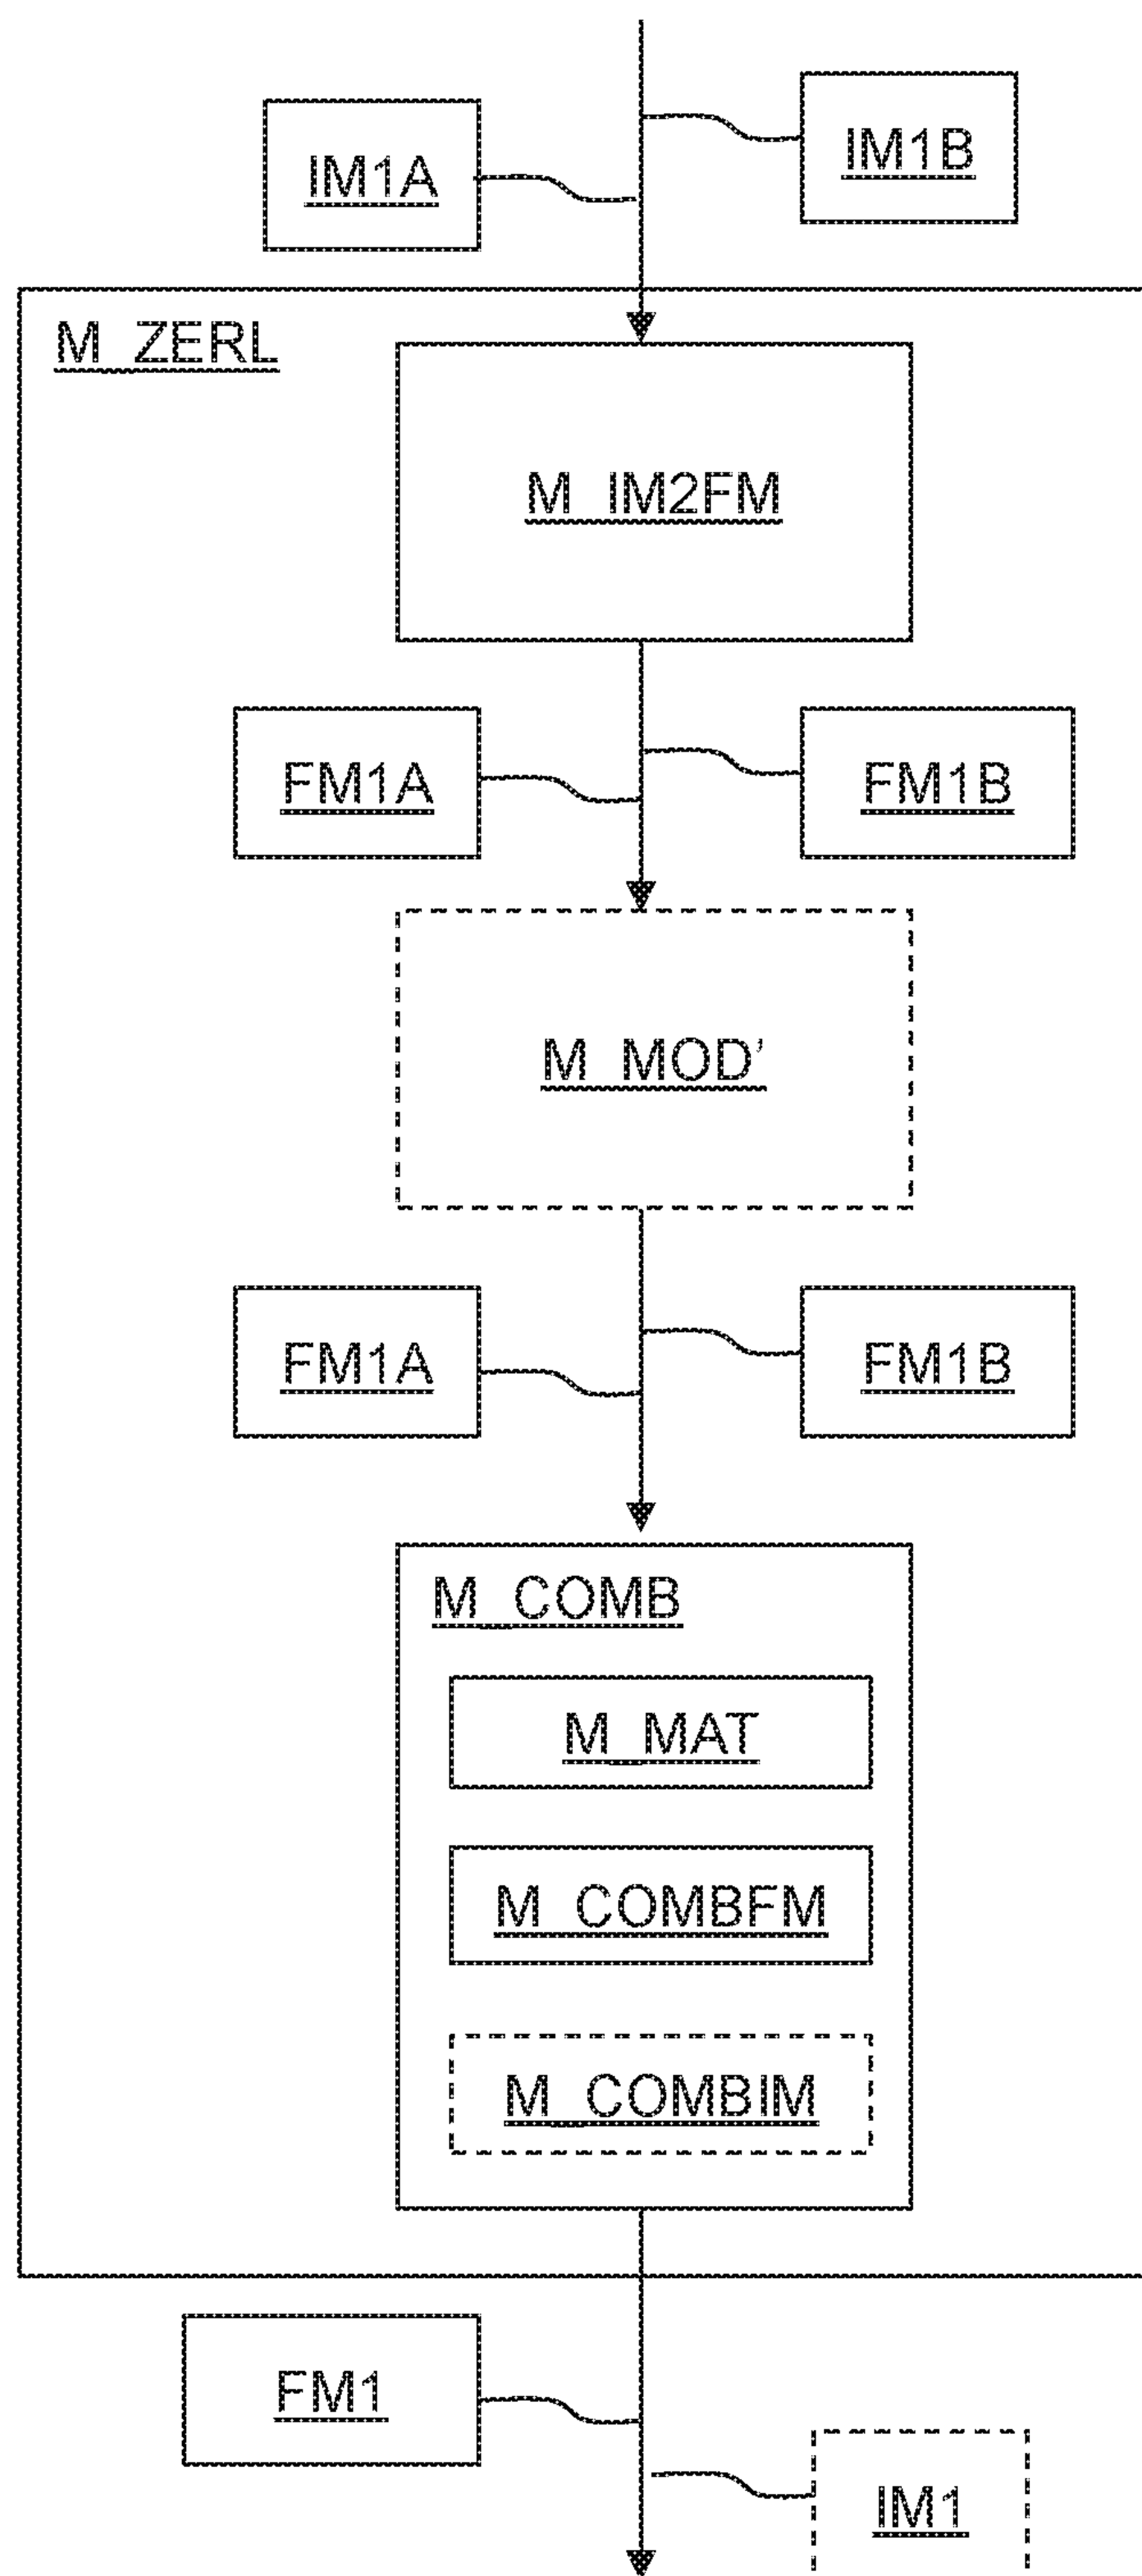 IM1A
IM1B
M_ZERL
M_IM2FM
FM1A
FM1B
M_MOD’
FM1A
FM1B
M_COMB
M_MAT
M_COMBFM
M_COMBIM
FM1
IM1